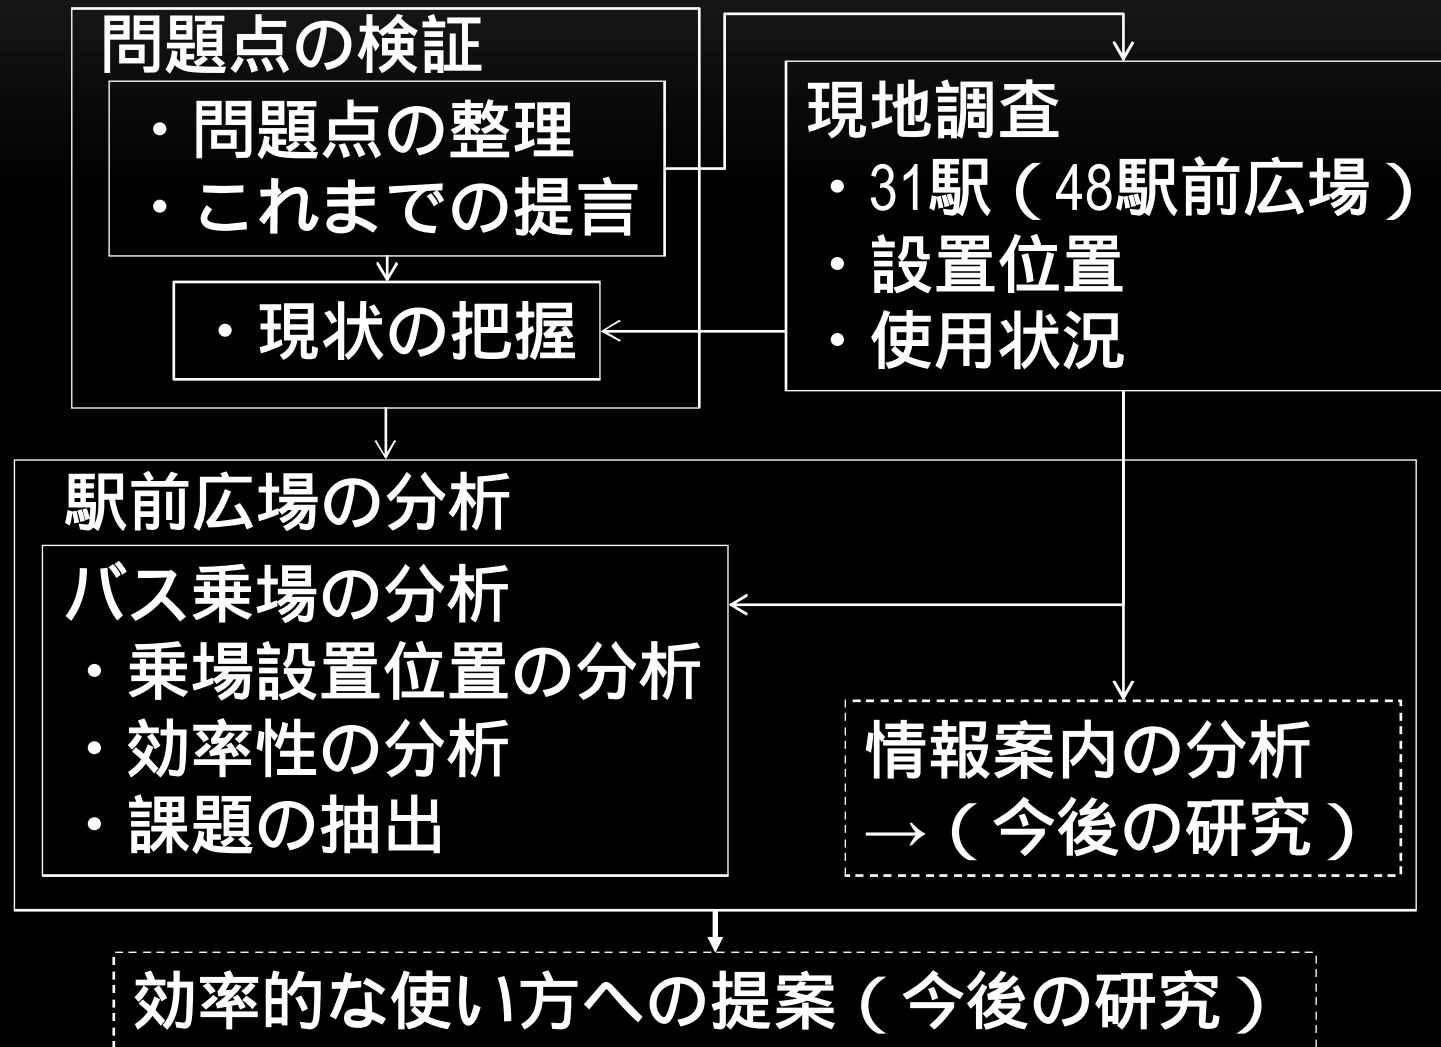 問題点の検証
・問題点の整理
・これまでの提言
・現状の把握
現地調査
・31駅（48駅前広場）
・設置位置
・使用状況
駅前広場の分析
バス乗場の分析
・乗場設置位置の分析
・効率性の分析
・課題の抽出
情報案内の分析
→（今後の研究）
効率的な使い方への提案（今後の研究）